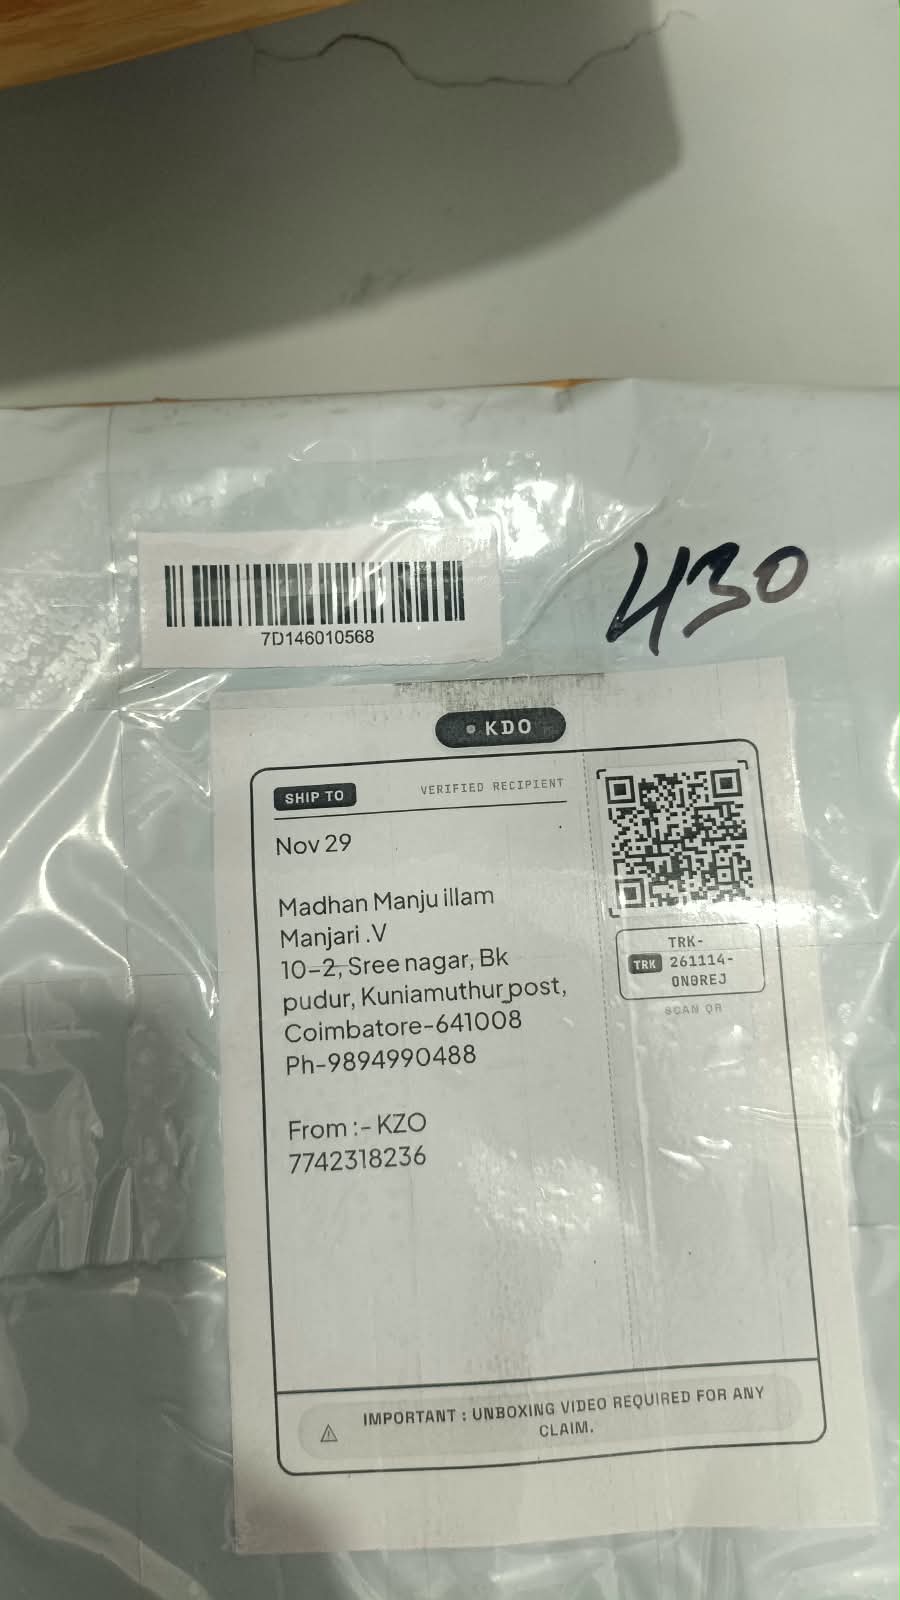 7D146010568
430
KDO
SHIP TO
VERIFIED RECIPIENT
Nov 29
Madhan Manju illam
Manjari .V
10-2, Sree nagar, Bk
pudur, Kuniamuthur post,
Coimbatore-641008
Ph-9894990488
From :- KZO
7742318236
TRK
TRK-
261114-
0N0REJ
SCAN QR
IMPORTANT : UNBOXING VIDEO REQUIRED FOR ANY
CLAIM.